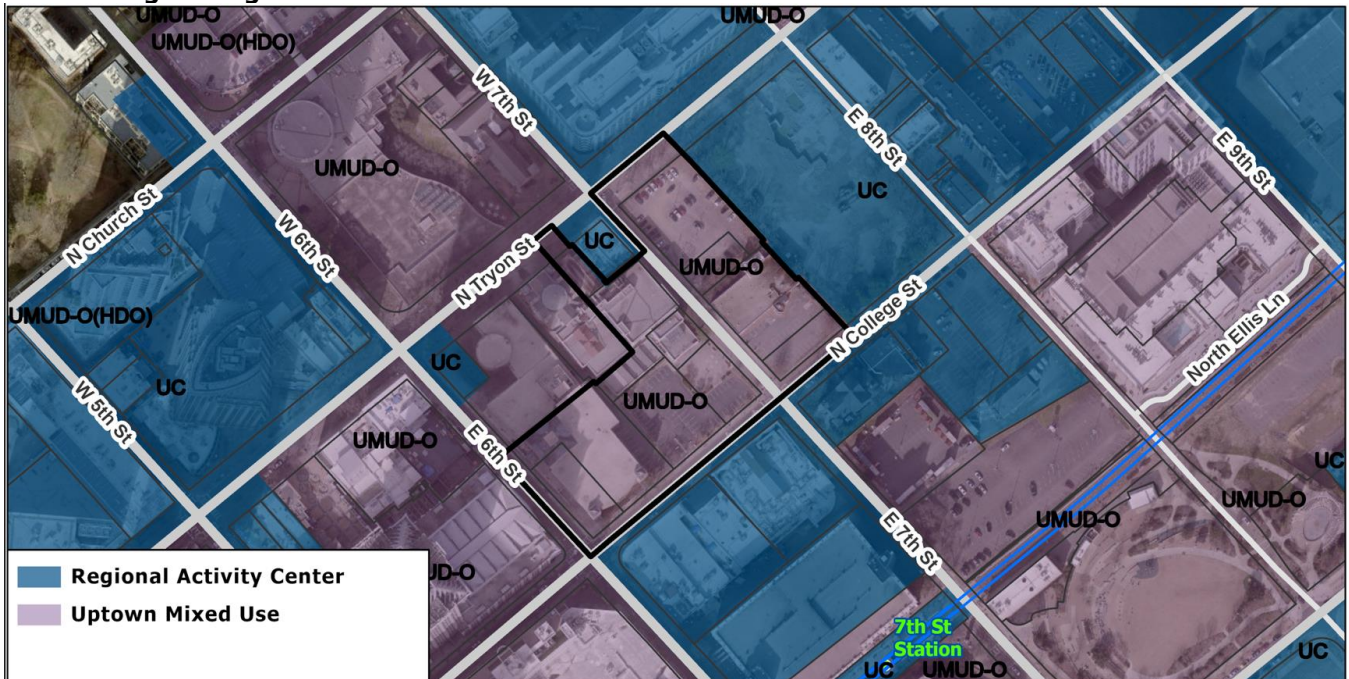 UMUD-O
UMUD-O(HDO)
UMUD-O
W 7th St
E 8th St
E 9th St
UMUD-O
UC
N Church St
W 6th St
N Tryon St
UC
UMUD-O
N College St
North Ellis Ln
UMUD-O(HDO)
UC
W 5th St
UC
UMUD-O
UMUD-O
E 6th St
UC
UMUD-O
UMUD-O
E 7th St
JD-O
Regional Activity Center
Uptown Mixed Use
7th St
Station
UC
UMUD-O
UC